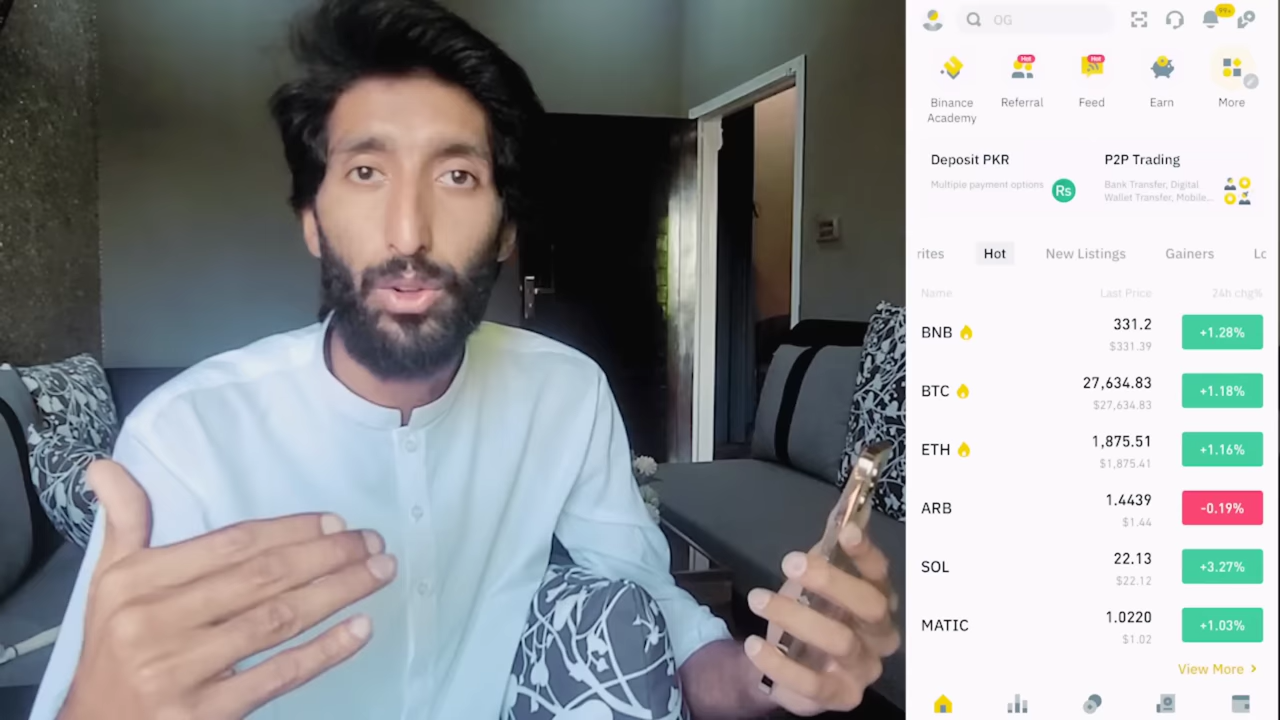 OG
99+
Hot
Hot
Binance
Academy
Referral
Feed
Earn
More
Deposit PKR
Multiple payment options
Rs
P2P Trading
Bank Transfer, Digital
Wallet Transfer, Mobile...
rites
Hot
New Listings
Gainers
Lo
Name
Last Price
24h chg%
BNB
331.2
$331.39
+1.28%
BTC
27,634.83
$27,634.83
+1.18%
ETH
1,875.51
$1,875.41
+1.16%
ARB
1.4439
$1.44
-0.19%
SOL
22.13
$22.12
+3.27%
MATIC
1.0220
$1.02
+1.03%
View More